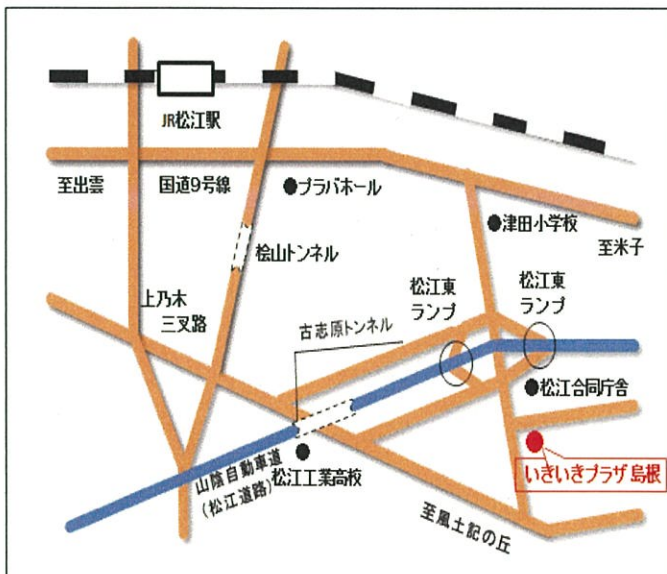 JR松江駅
至出雲
国道9号線
プラバホール
津田小学校
至米子
桧山トンネル
松江東
ランプ
松江東
ランプ
上乃木
三叉路
古志原トンネル
松江合同庁舎
いきいきプラザ島根
山陰自動車道
(松江道路)
松江工業高校
至風土記の丘